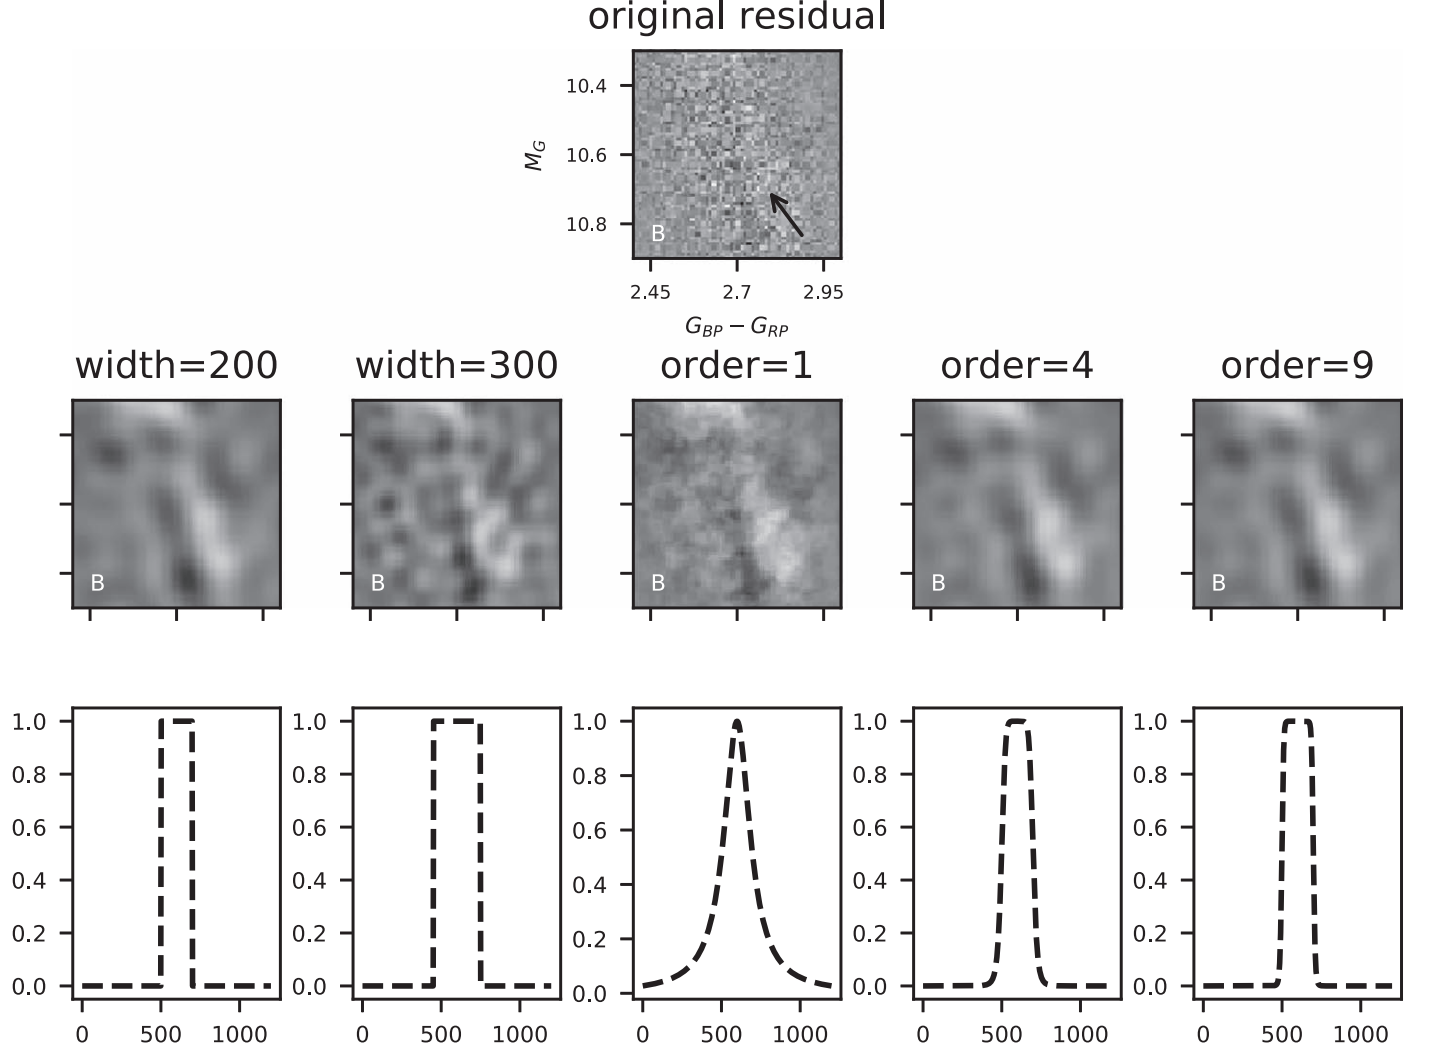 original residual
10.4
10.6
10.8
M_G
B
2.45 2.7 2.95
G_BP − G_RP
width=200 width=300 order=1 order=4 order=9
B B B B B
1.0 1.0 1.0 1.0 1.0
0.8 0.8 0.8 0.8 0.8
0.6 0.6 0.6 0.6 0.6
0.4 0.4 0.4 0.4 0.4
0.2 0.2 0.2 0.2 0.2
0.0 0.0 0.0 0.0 0.0
0 500 1000 0 500 1000 0 500 1000 0 500 1000 0 500 1000